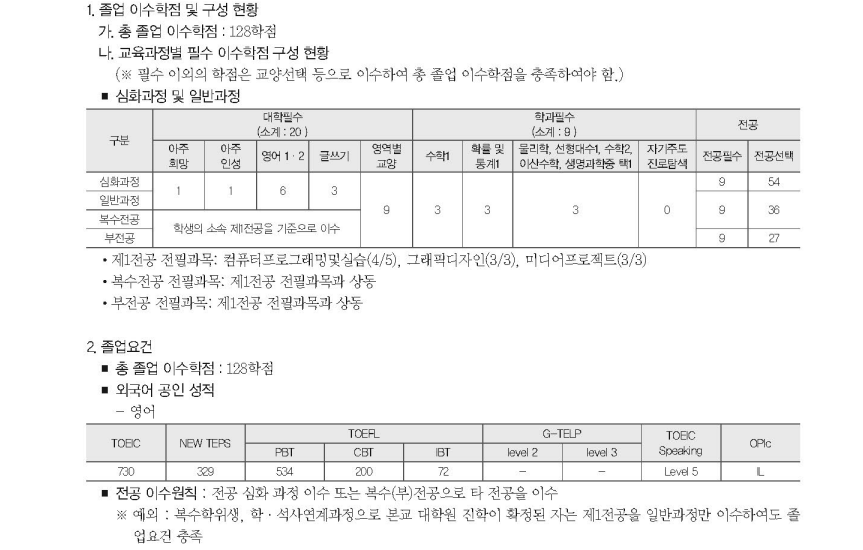 1. 졸업 이수학점 및 구성 현황
가. 총 졸업 이수학점 : 128학점
나. 교육과정별 필수 이수학점 구성 현황
(※ 필수 이외의 학점은 교양선택 등으로 이수하여 총 졸업 이수학점을 충족하여야 함.)
■ 심화과정 및 일반과정
구분 대학필수 (소계 : 20 ) 학과필수 (소계 : 9 ) 전공
아주희망 아주인성 영어 1 · 2 글쓰기 영역별교양 수학1 확률 및 통계1 물리학, 선형대수1, 수학2, 이산수학, 생명과학중 택1 자기주도진로탐색 전공필수 전공선택
심화과정 1 1 6 3 9 3 3 3 0 9 54
일반과정 9 36
복수전공 학생의 소속 제1전공을 기준으로 이수
부전공 9 27
• 제1전공 전필과목: 컴퓨터프로그래밍및실습(4/5), 그래픽디자인(3/3), 미디어프로젝트(3/3)
• 복수전공 전필과목: 제1전공 전필과목과 상동
• 부전공 전필과목: 제1전공 전필과목과 상동
2. 졸업요건
■ 총 졸업 이수학점 : 128학점
■ 외국어 공인 성적
- 영어
TOEIC NEW TEPS TOEFL G-TELP TOEIC Speaking OPIc
PBT CBT IBT level 2 level 3
730 329 534 200 72 - - Level 5 IL
■ 전공 이수원칙 : 전공 심화 과정 이수 또는 복수(부)전공으로 타 전공을 이수
※ 예외 : 복수학위생, 학 · 석사연계과정으로 본교 대학원 진학이 확정된 자는 제1전공을 일반과정만 이수하여도 졸
업요건 충족